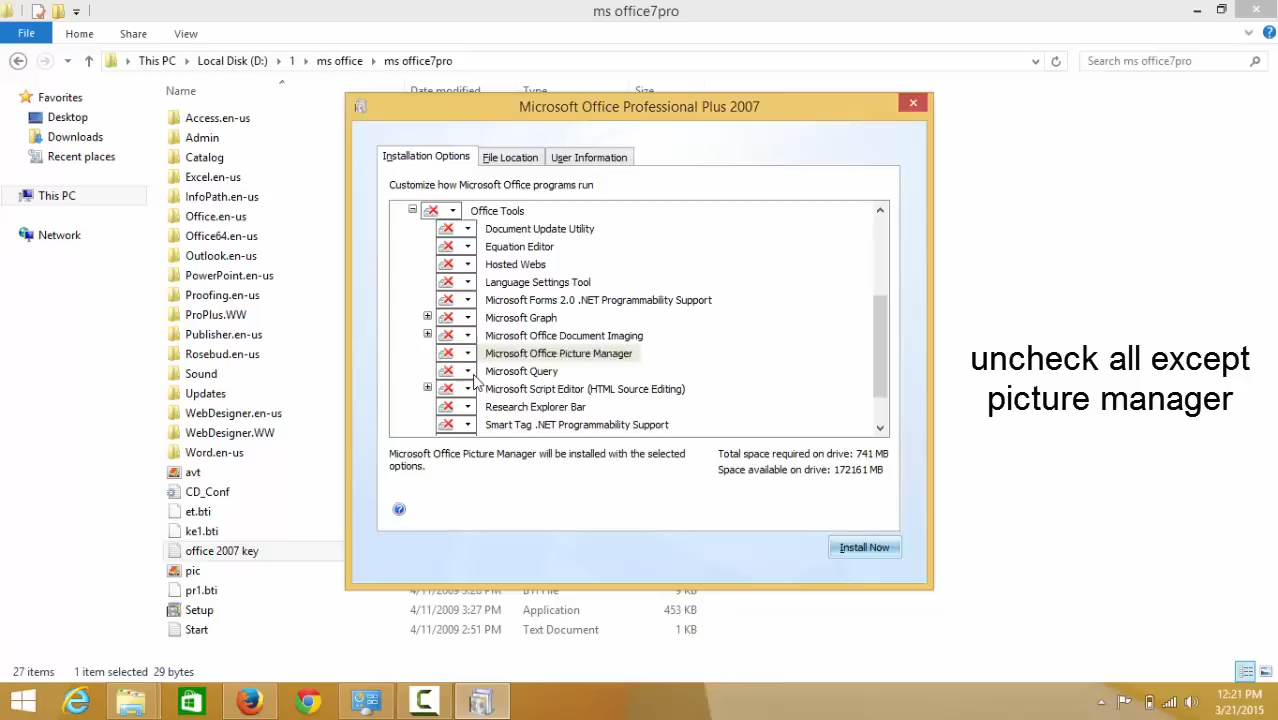 ms office7pro
File Home Share View
This PC Local Disk (D:) 1 ms office ms office7pro
Search ms office7pro
Name
Favorites
Desktop
Downloads
Recent places
This PC
Network
Access.en-us
Admin
Catalog
Excel.en-us
InfoPath.en-us
Office.en-us
Office64.en-us
Outlook.en-us
PowerPoint.en-us
Proofing.en-us
ProPlus.WW
Publisher.en-us
Rosebud.en-us
Sound
Updates
WebDesigner.en-us
WebDesigner.WW
Word.en-us
avt
CD_Conf
et.bti
ke1.bti
office 2007 key
pic
pr1.bti
Setup 4/11/2009 3:27 PM Application 453 KB
Start 4/11/2009 2:51 PM Text Document 1 KB
Microsoft Office Professional Plus 2007
Installation Options File Location User Information
Customize how Microsoft Office programs run
Office Tools
Document Update Utility
Equation Editor
Hosted Webs
Language Settings Tool
Microsoft Forms 2.0 .NET Programmability Support
Microsoft Graph
Microsoft Office Document Imaging
Microsoft Office Picture Manager
Microsoft Query
Microsoft Script Editor (HTML Source Editing)
Research Explorer Bar
Smart Tag .NET Programmability Support
Microsoft Office Picture Manager will be installed with the selected
options.
Total space required on drive: 741 MB
Space available on drive: 172161 MB
Install Now
uncheck all except
picture manager
27 items 1 item selected 29 bytes
12:21 PM
3/21/2015